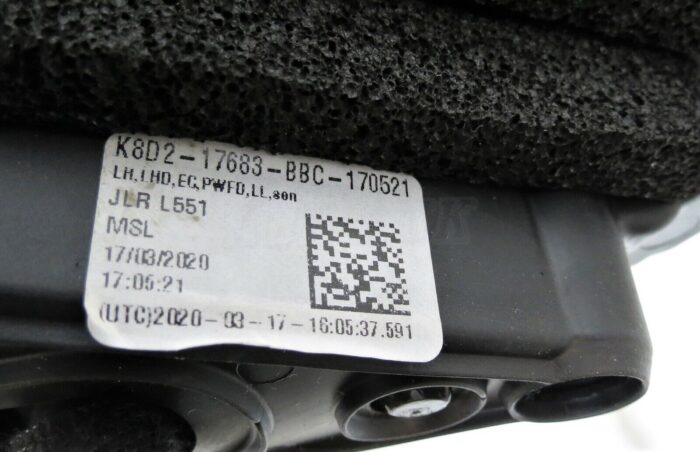 K8D2-17683-BBC-170521
LH,LHD,EC,PWFD,LL,son
JLR L551
MSL
17/03/2020
17:05:21
(UTC)2020-03-17-16:05:37.591